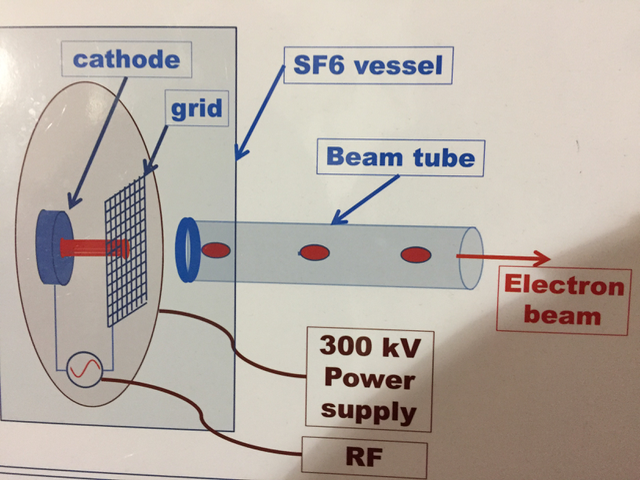 cathode
SF6 vessel
grid
Beam tube
Electron
beam
300 kV
Power
supply
RF